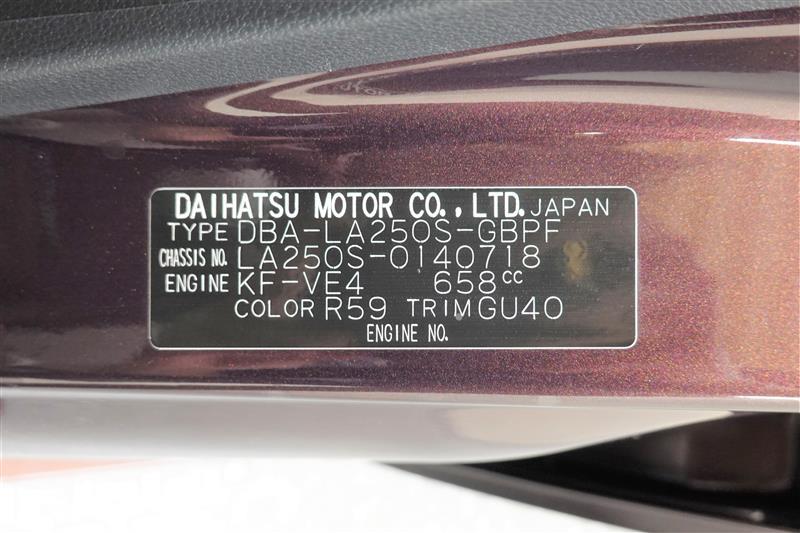 DAIHATSU MOTOR CO., LTD. JAPAN
TYPE DBA-LA250S-GBPF
CHASSIS NO. LA250S-0140718
ENGINE KF-VE4 658cc
COLOR R59 TRIM GU40
ENGINE NO.